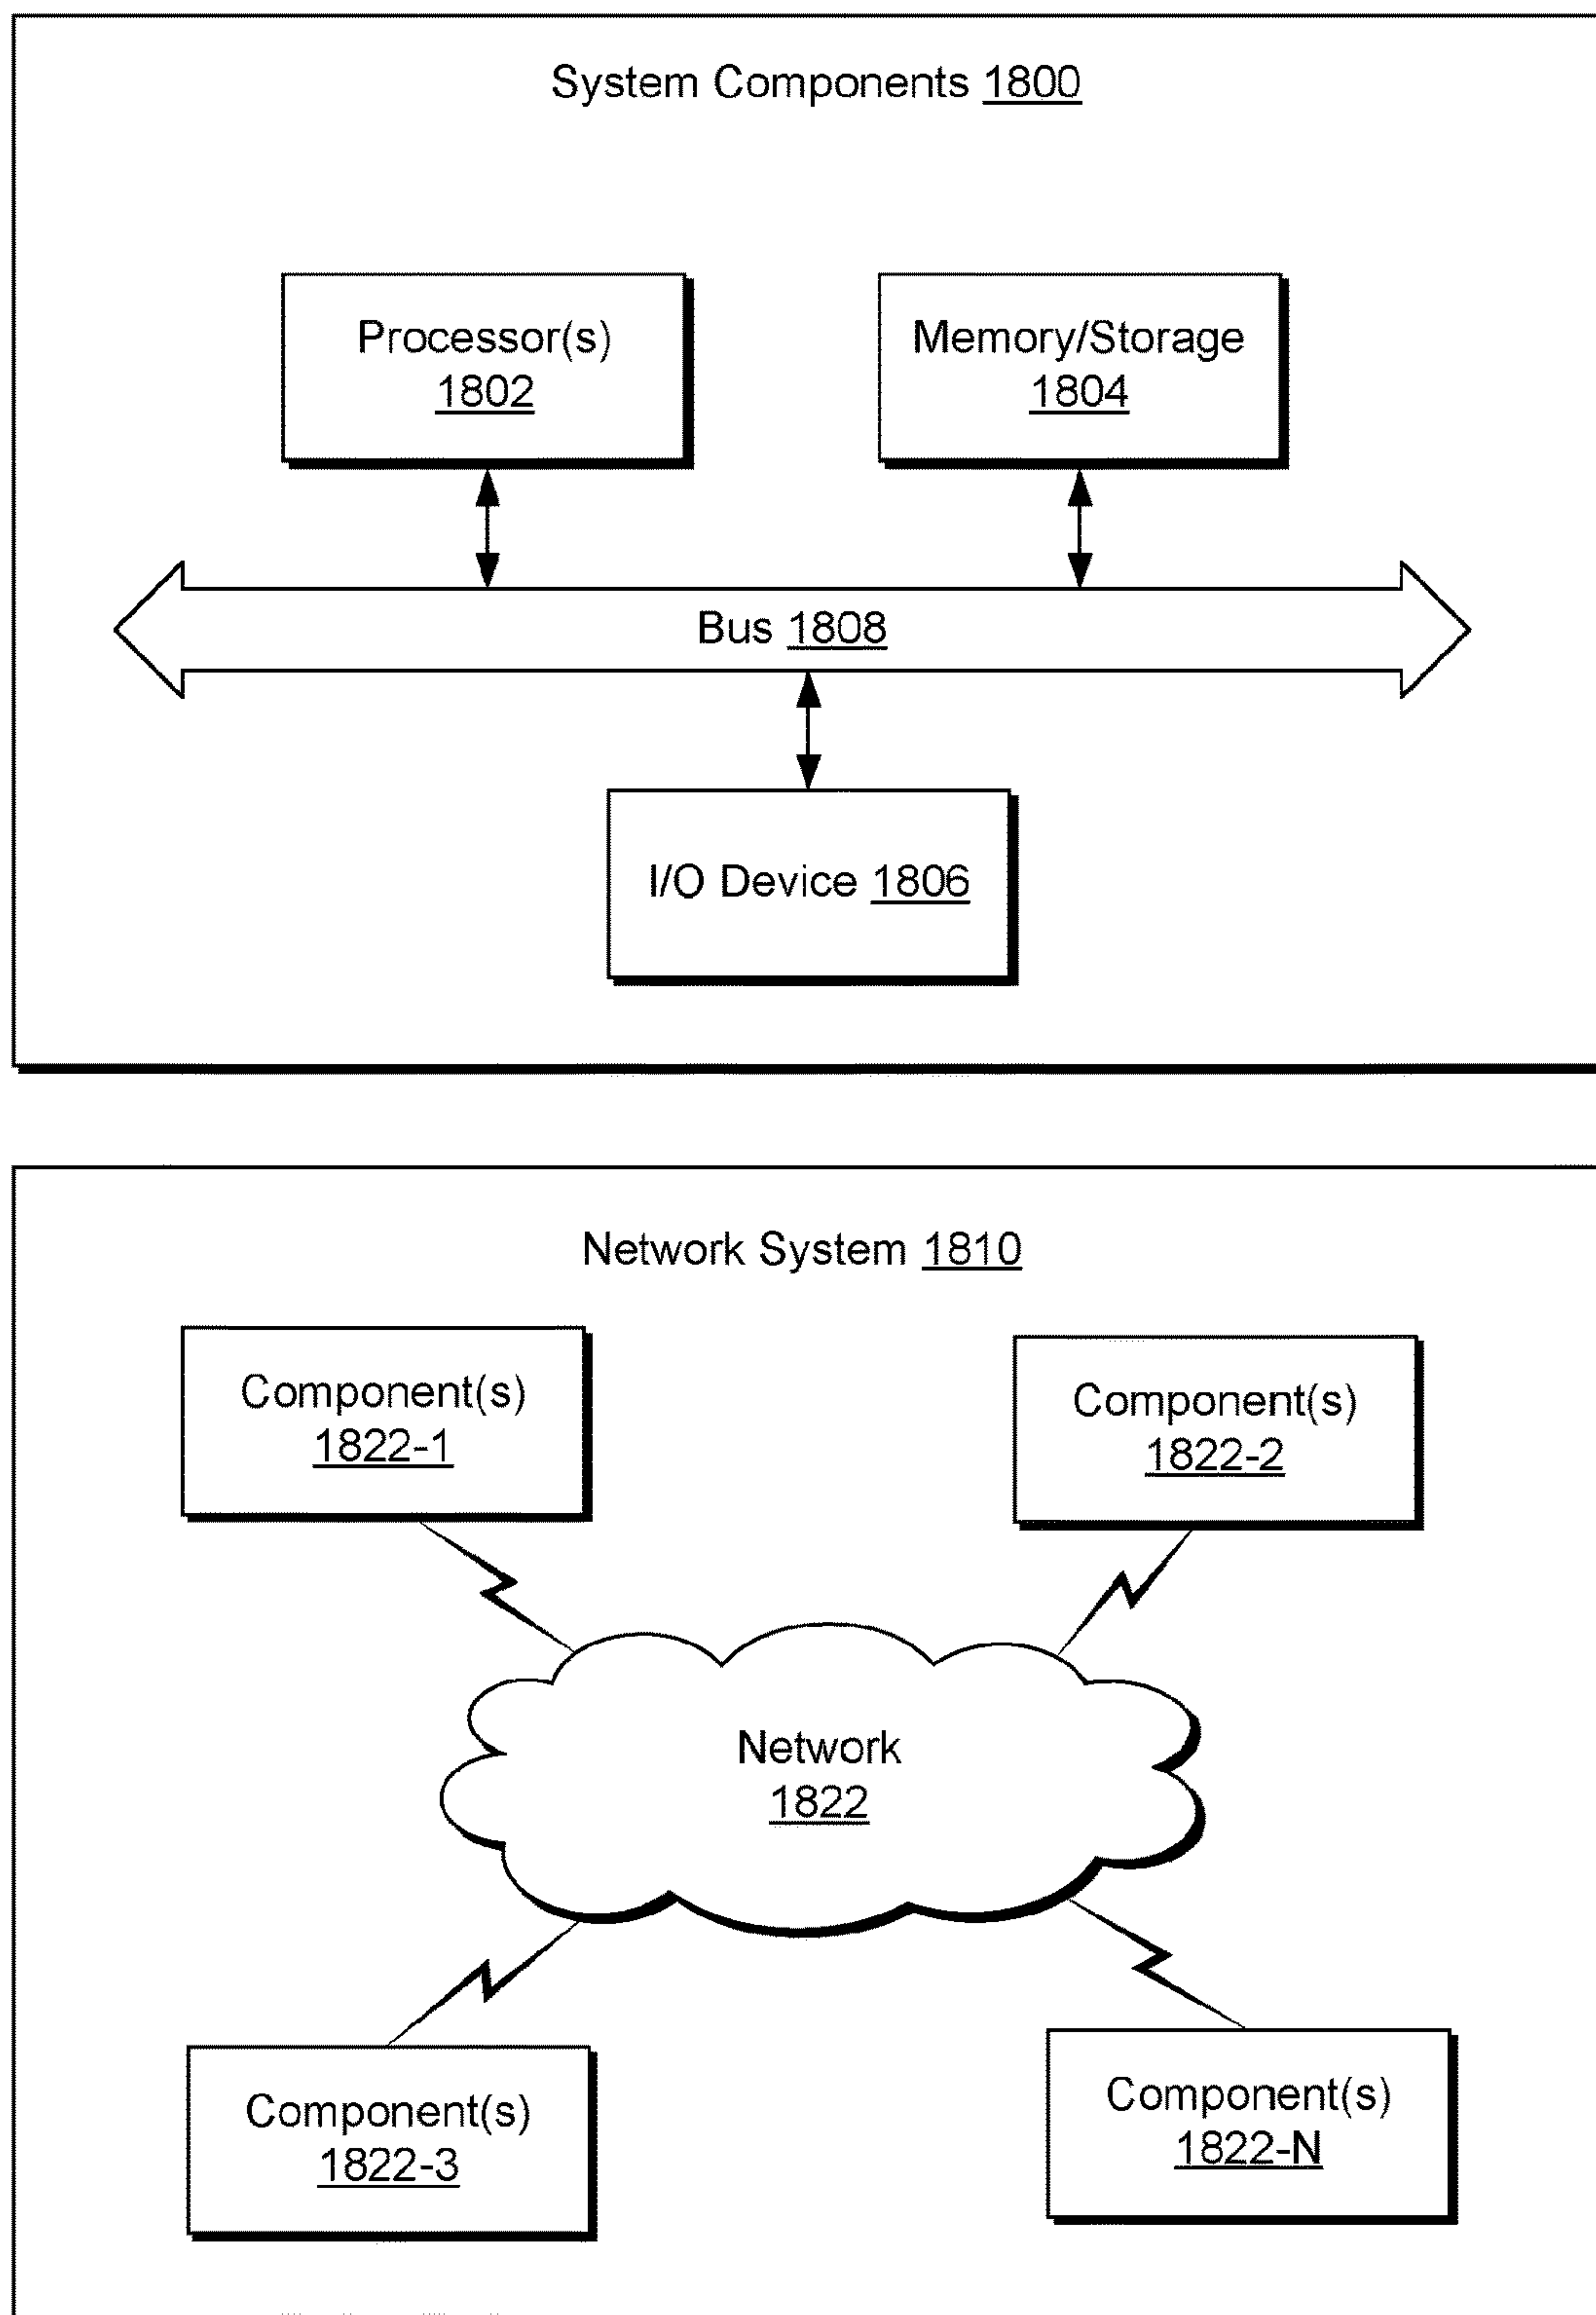 System Components 1800
Processor(s)
1802
Memory/Storage
1804
Bus 1808
I/O Device 1806
Network System 1810
Component(s)
1822-1
Component(s)
1822-2
Network
1822
Component(s)
1822-3
Component(s)
1822-N